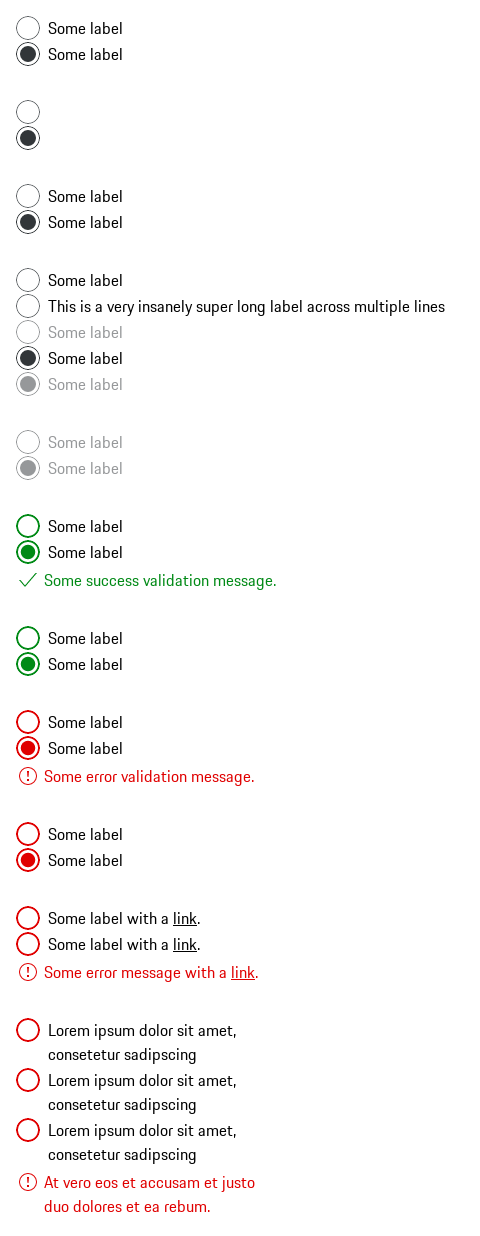 Some label
Some label
Some label
Some label
Some label
This is a very insanely super long label across multiple lines
Some label
Some label
Some label
Some label
Some label
Some label
Some label
Some success validation message.
Some label
Some label
Some label
Some label
Some error validation message.
Some label
Some label
Some label with a link.
Some label with a link.
Some error message with a link.
Lorem ipsum dolor sit amet,
consetetur sadipscing
Lorem ipsum dolor sit amet,
consetetur sadipscing
Lorem ipsum dolor sit amet,
consetetur sadipscing
At vero eos et accusam et justo
duo dolores et ea rebum.